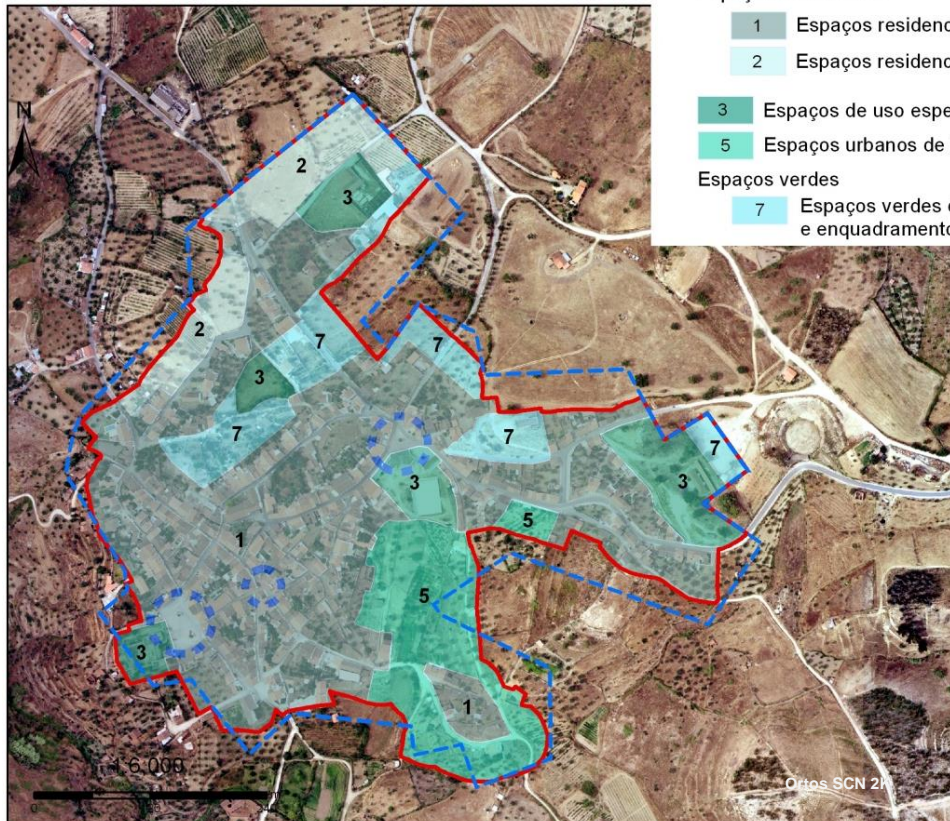 1 Espaços residenc
2 Espaços residenc
3 Espaços de uso espe
5 Espaços urbanos de
Espaços verdes
7 Espaços verdes
e enquadramento
N
2
3
2
7
7
3
7
7
7
3
3
5
1
5
3
1
1:6.000
0
Ortos SCN 2K